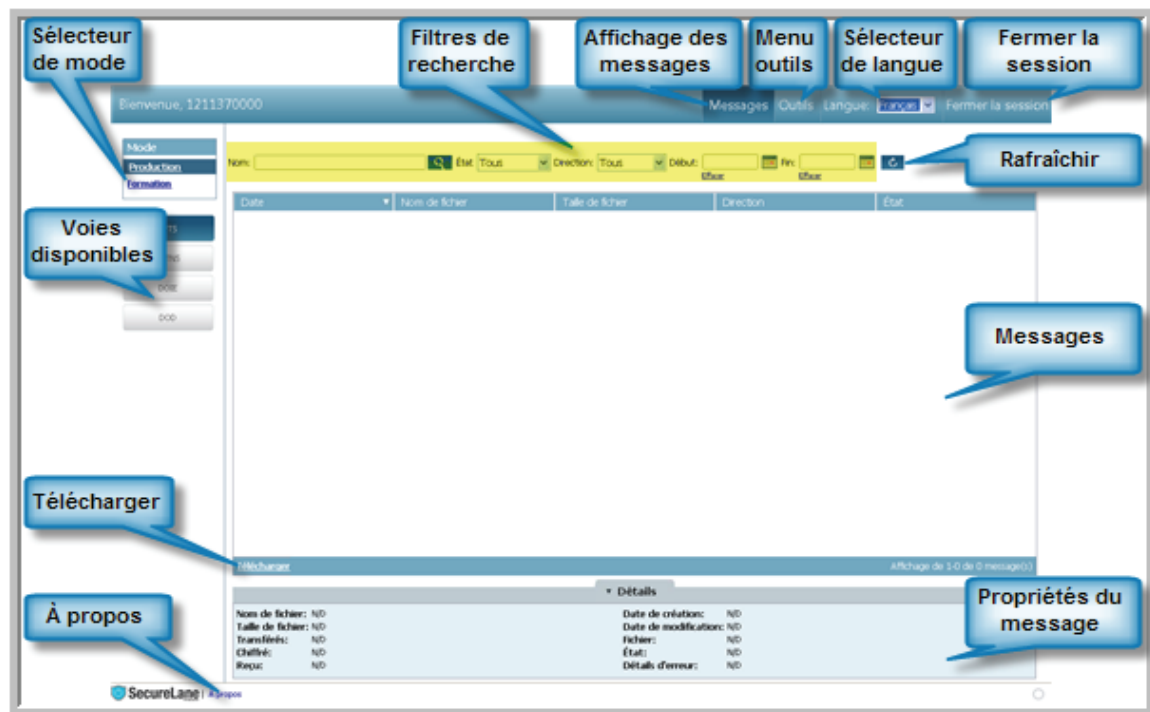 Sélecteur
de mode
Filtres de
recherche
Affichage des
messages
Menu
outils
Sélecteur
de langue
Fermer la
session
Bienvenue, 1211370000
Messages Outils Langue: Français Fermer la session
Mode
Production
Formation
Nom: État Tous Direction: Tous Début: Fin:
Effacer Effacer
Rafraîchir
Date Nom de fichier Taille de fichier Direction État
Voies
disponibles
DOD
Messages
Télécharger
Télécharger Affichage de 1-0 de 0 message(s)
Détails
À propos
Propriétés du
message
Nom de fichier: N/D Date de création: N/D
Taille de fichier: N/D Date de modification: N/D
Transférés: N/D Fichier: N/D
Chiffré: N/D État: N/D
Reçu: N/D Détails d'erreur: N/D
SecureLane | À propos